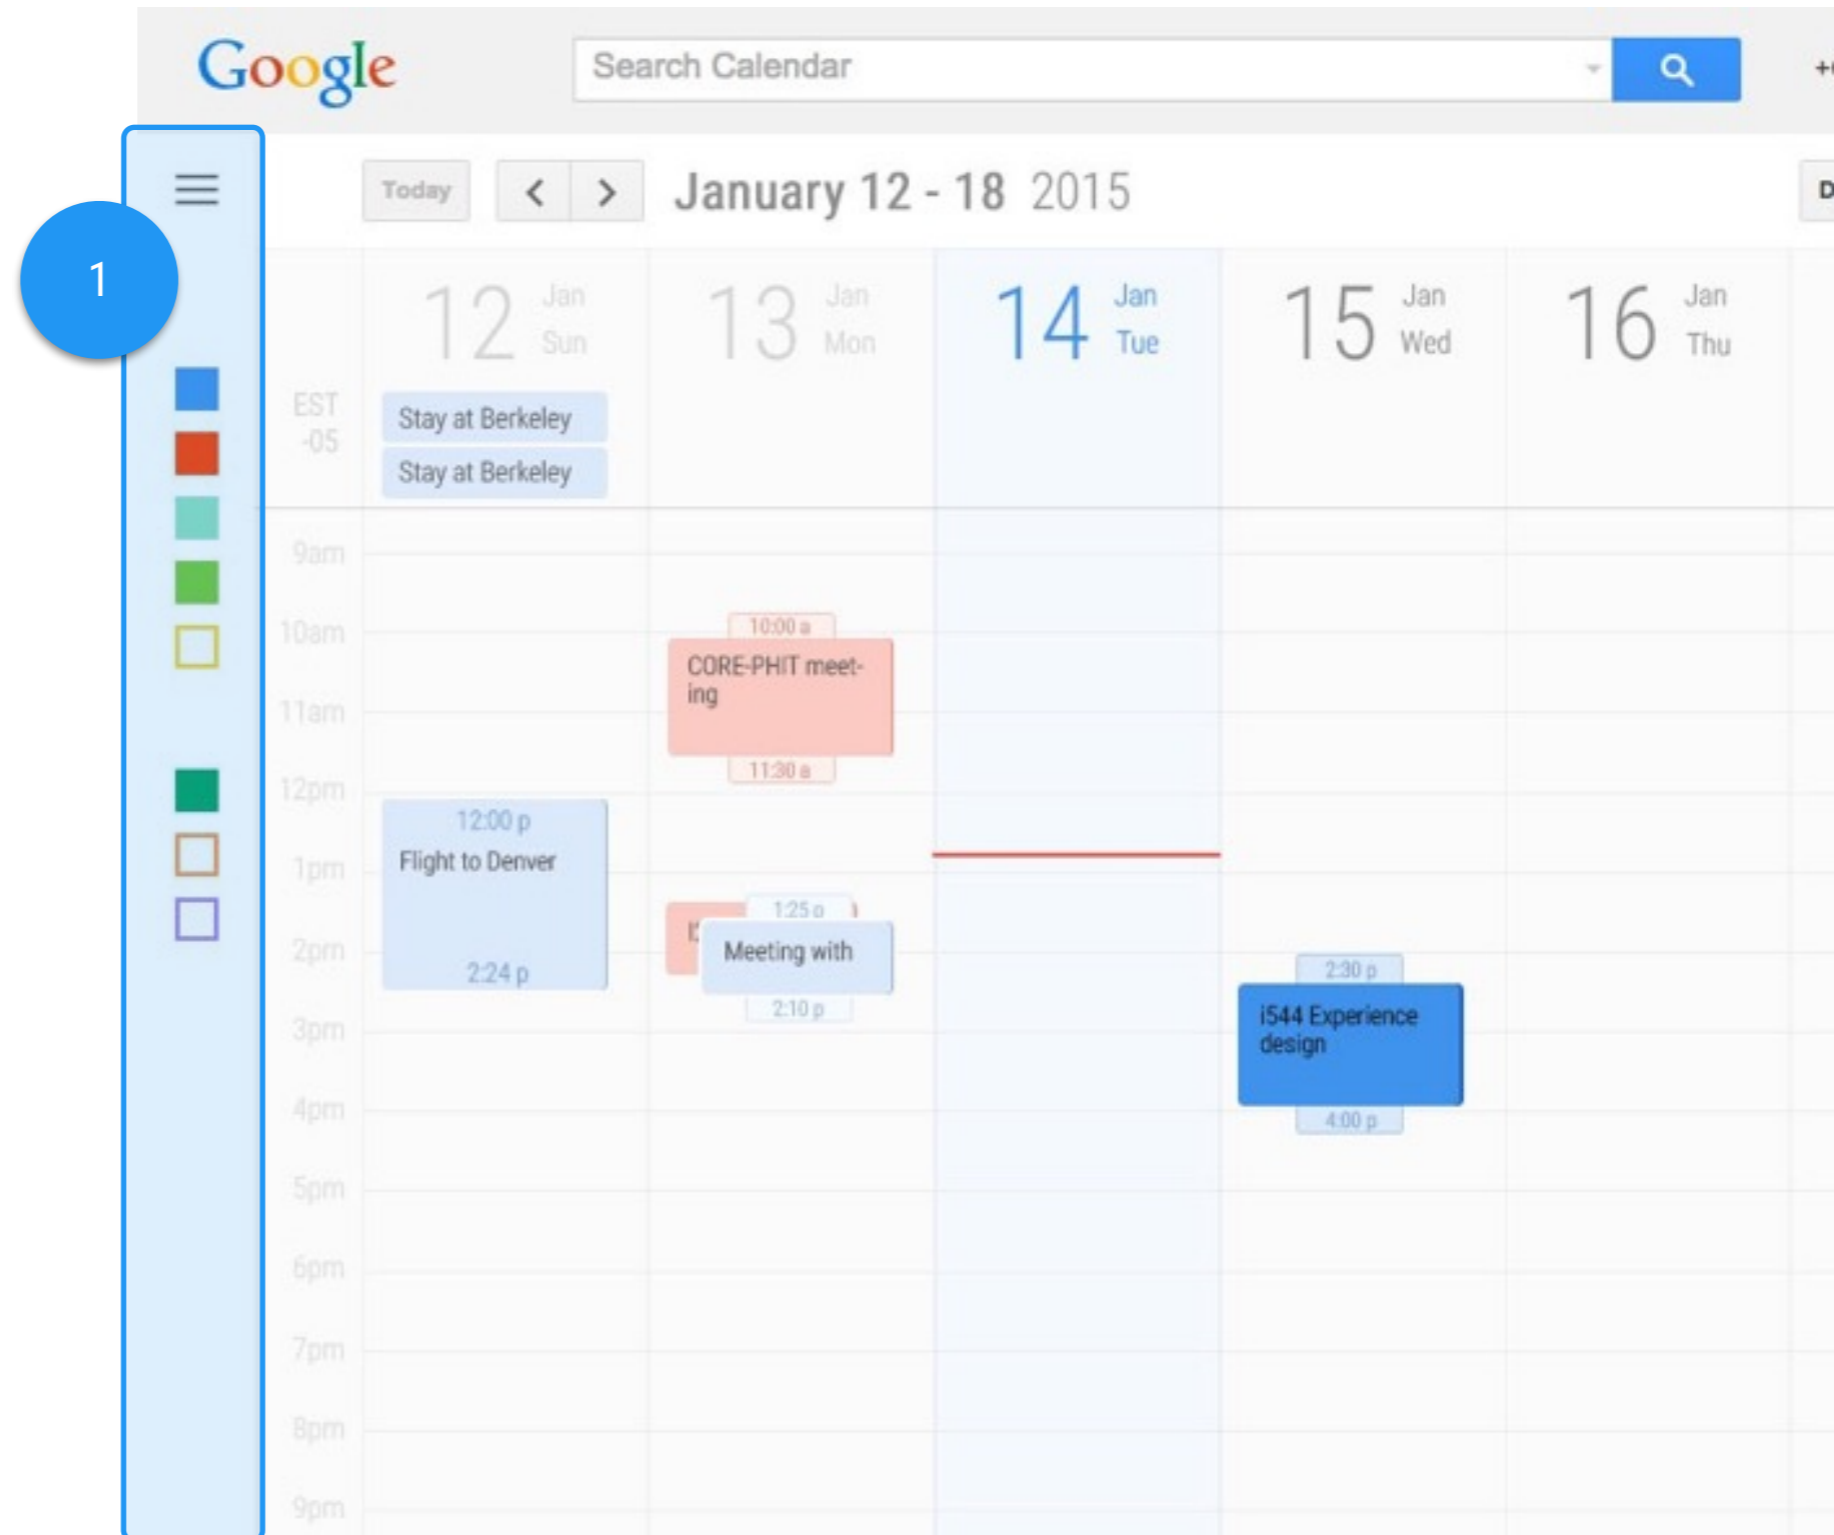 Google
Search Calendar
Today
January 12 - 18 2015
1
12 Jan Sun
13 Jan Mon
14 Jan Tue
15 Jan Wed
16 Jan Thu
EST
-05
Stay at Berkeley
Stay at Berkeley
9am
10am
10:00 a
CORE-PHIT meet-
ing
11am
11:30 a
12pm
12:00 p
Flight to Denver
1pm
1:25
Meeting with
2pm
2:24 p
2:10 p
2:30 p
i544 Experience
design
3pm
4pm
4:00 p
5pm
6pm
7pm
8pm
9pm